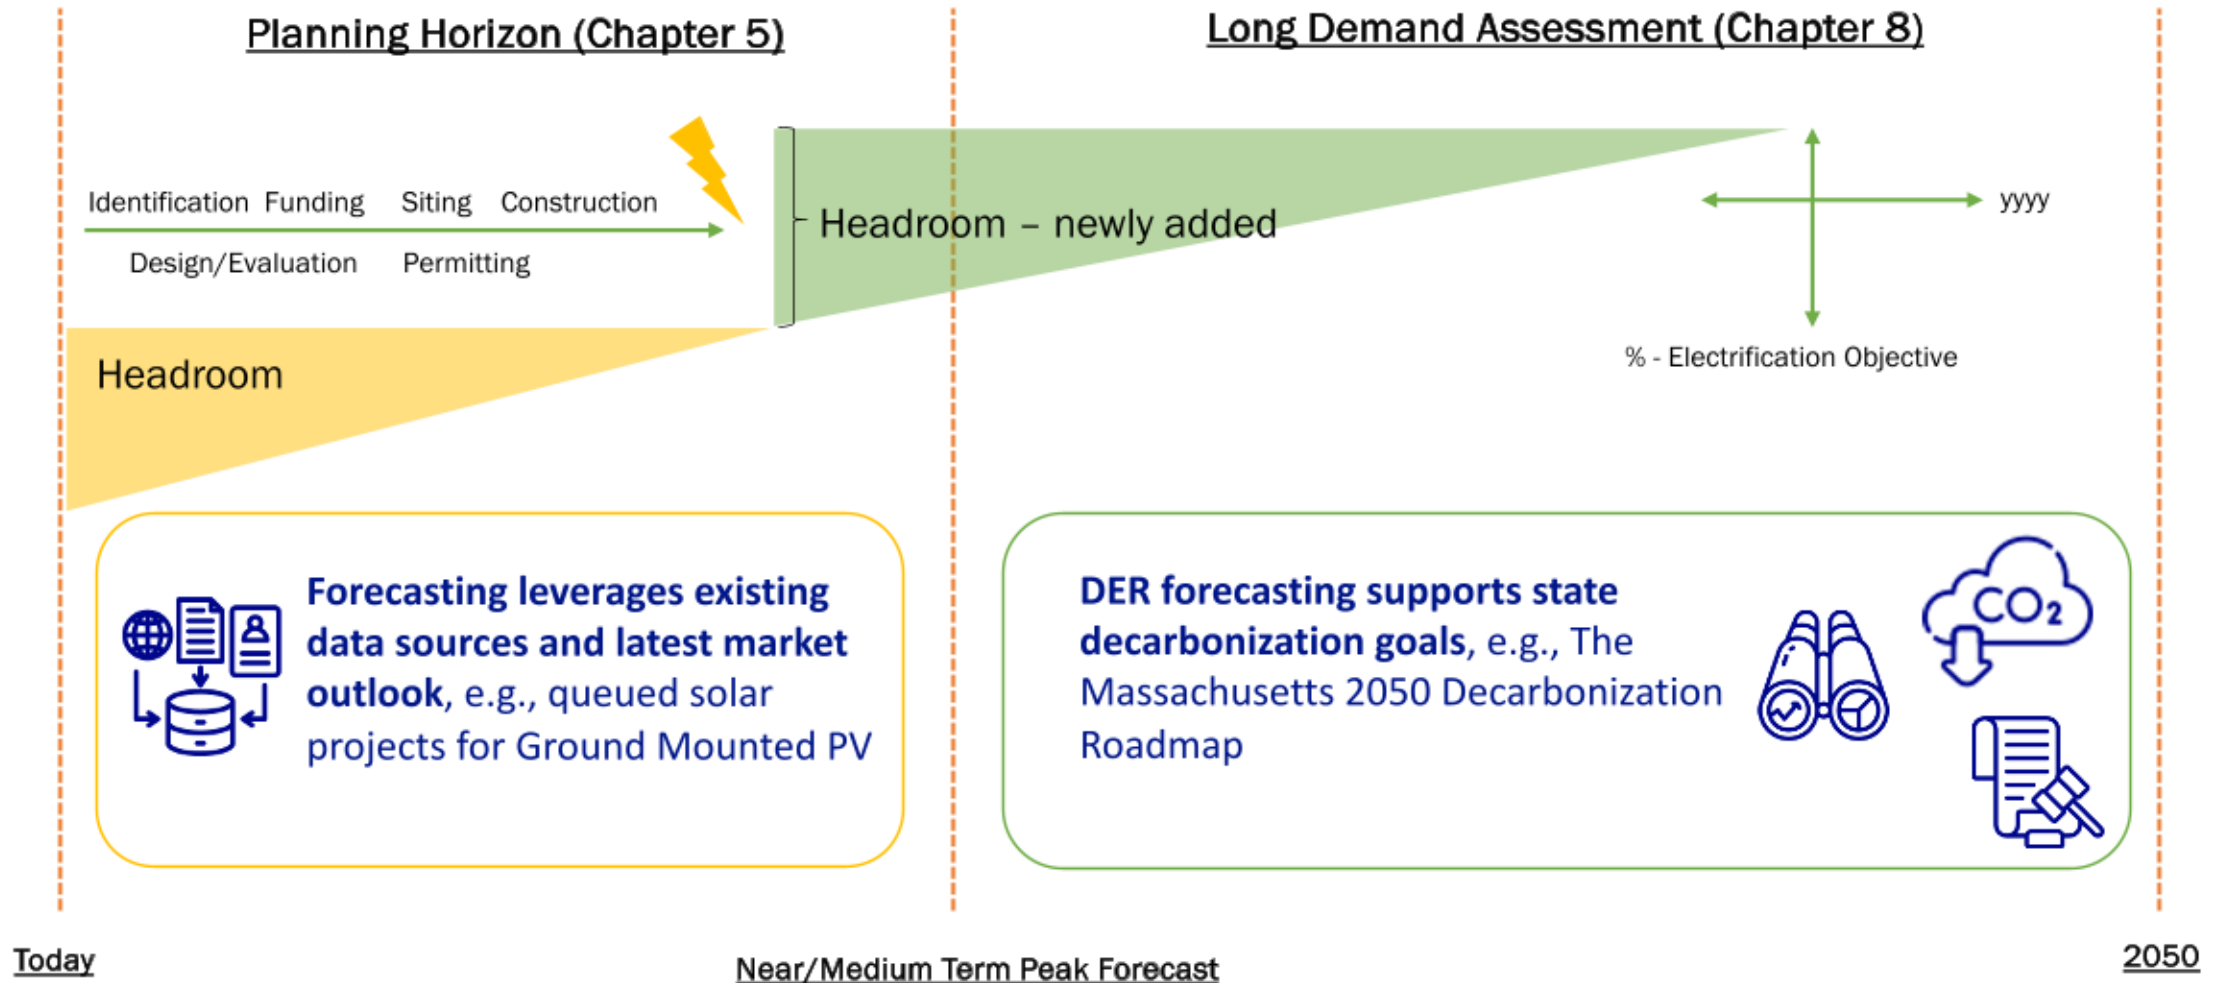 Planning Horizon (Chapter 5)
Long Demand Assessment (Chapter 8)
Identification Funding Siting Construction
Design/Evaluation Permitting
Headroom – newly added
yyyy
% - Electrification Objective
Headroom
Forecasting leverages existing
data sources and latest market
outlook, e.g., queued solar
projects for Ground Mounted PV
DER forecasting supports state
decarbonization goals, e.g., The
Massachusetts 2050 Decarbonization
Roadmap
CO2
Today
Near/Medium Term Peak Forecast
2050